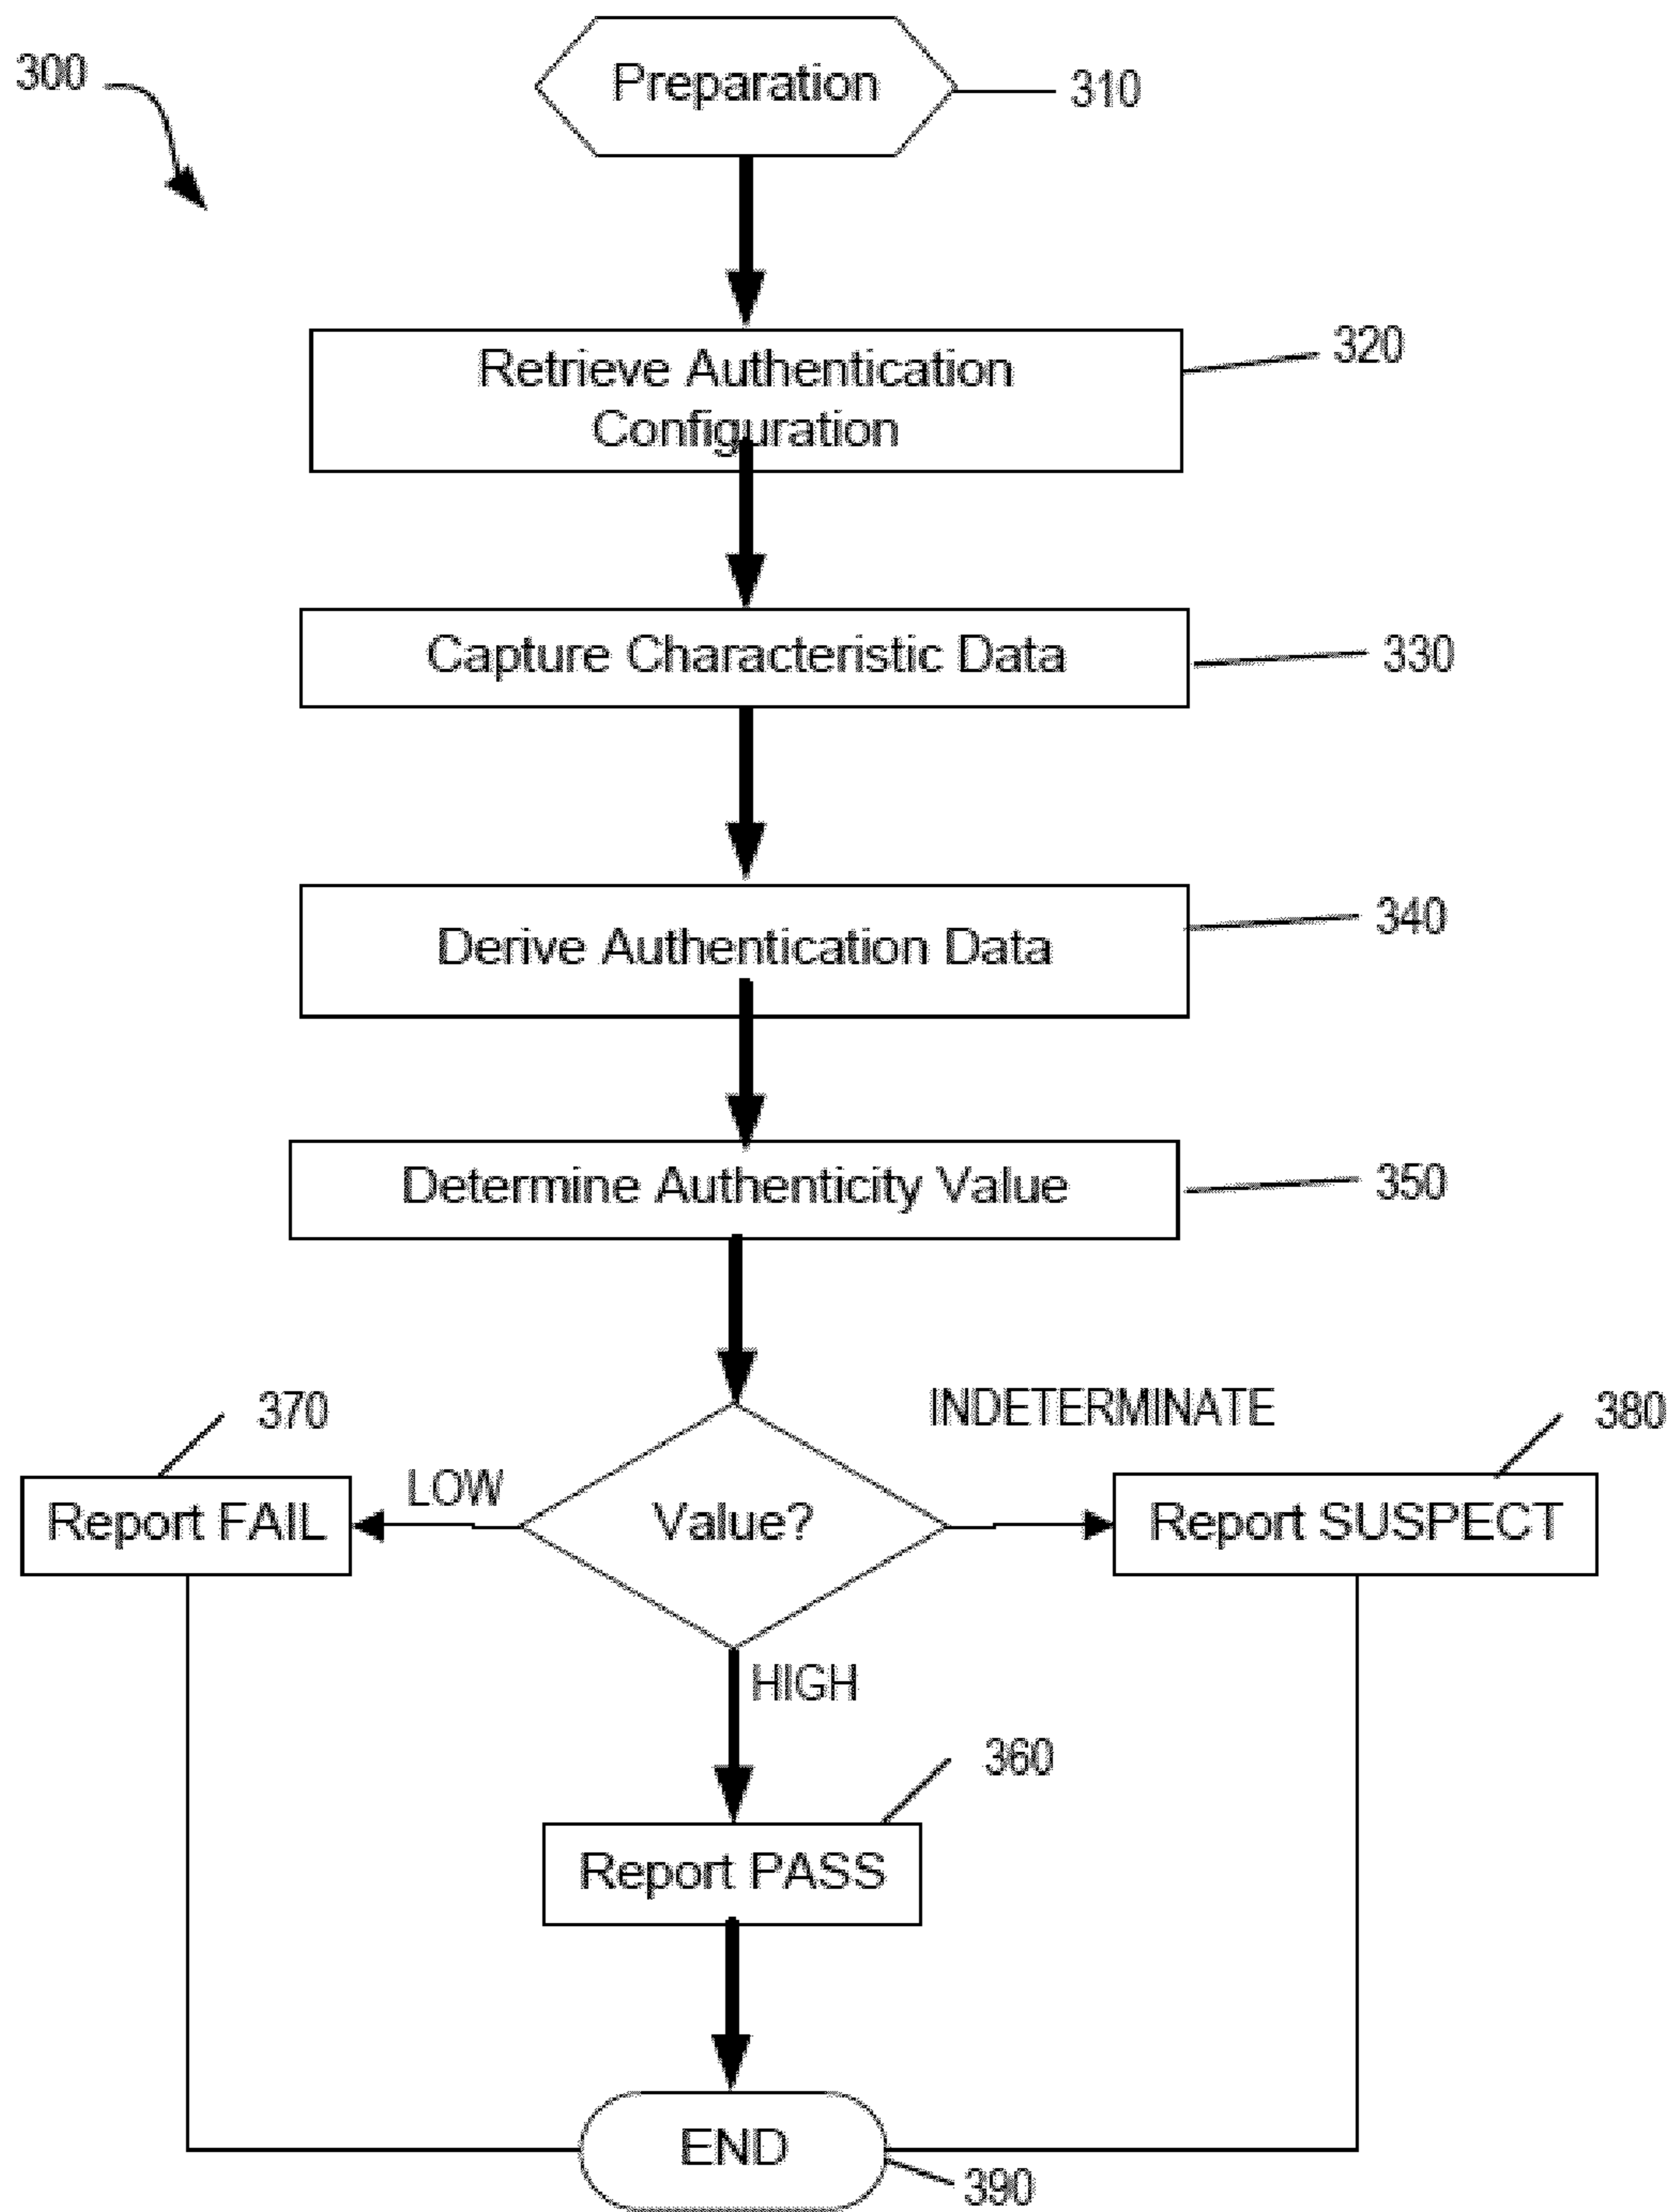 300
Preparation
310
Retrieve Authentication
Configuration
320
Capture Characteristic Data
330
Derive Authentication Data
340
Determine Authenticity Value
350
370
INDETERMINATE
380
Report FAIL
LOW
Value?
Report SUSPECT
HIGH
360
Report PASS
END
390